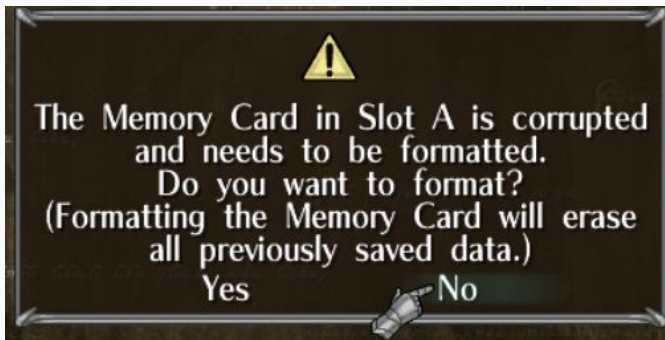 The Memory Card in Slot A is corrupted
and needs to be formatted.
Do you want to format?
(Formatting the Memory Card will erase
all previously saved data.)
Yes No